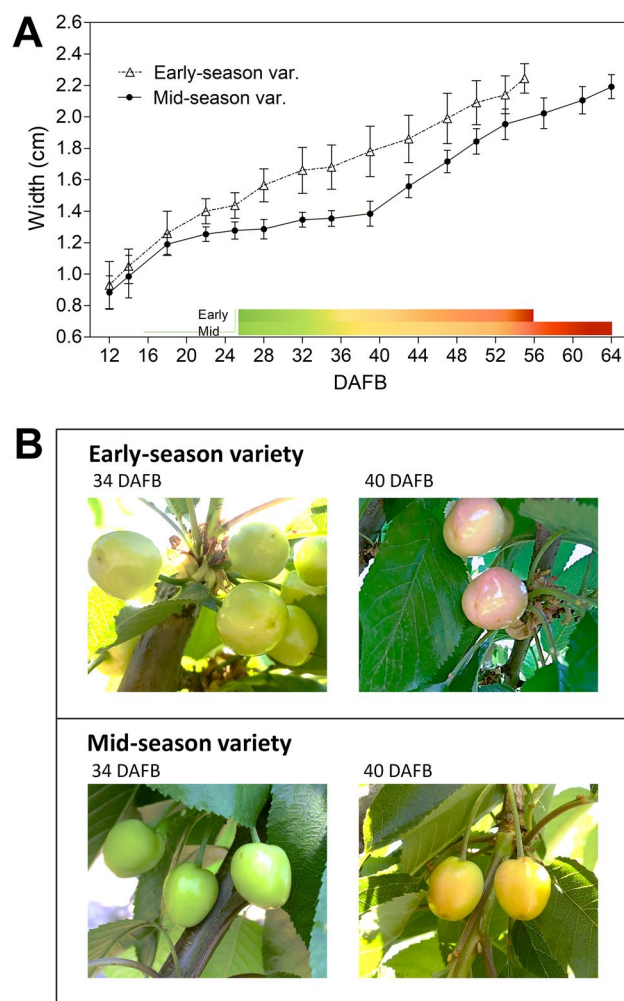 A
2.6
2.4
2.2
2.0
1.8
1.6
1.4
1.2
1.0
0.8
0.6
Width (cm)
Early-season var.
Mid-season var.
Early
Mid
12 16 20 24 28 32 36 40 44 48 52 56 60 64
DAFB
B
Early-season variety
34 DAFB 40 DAFB
Mid-season variety
34 DAFB 40 DAFB